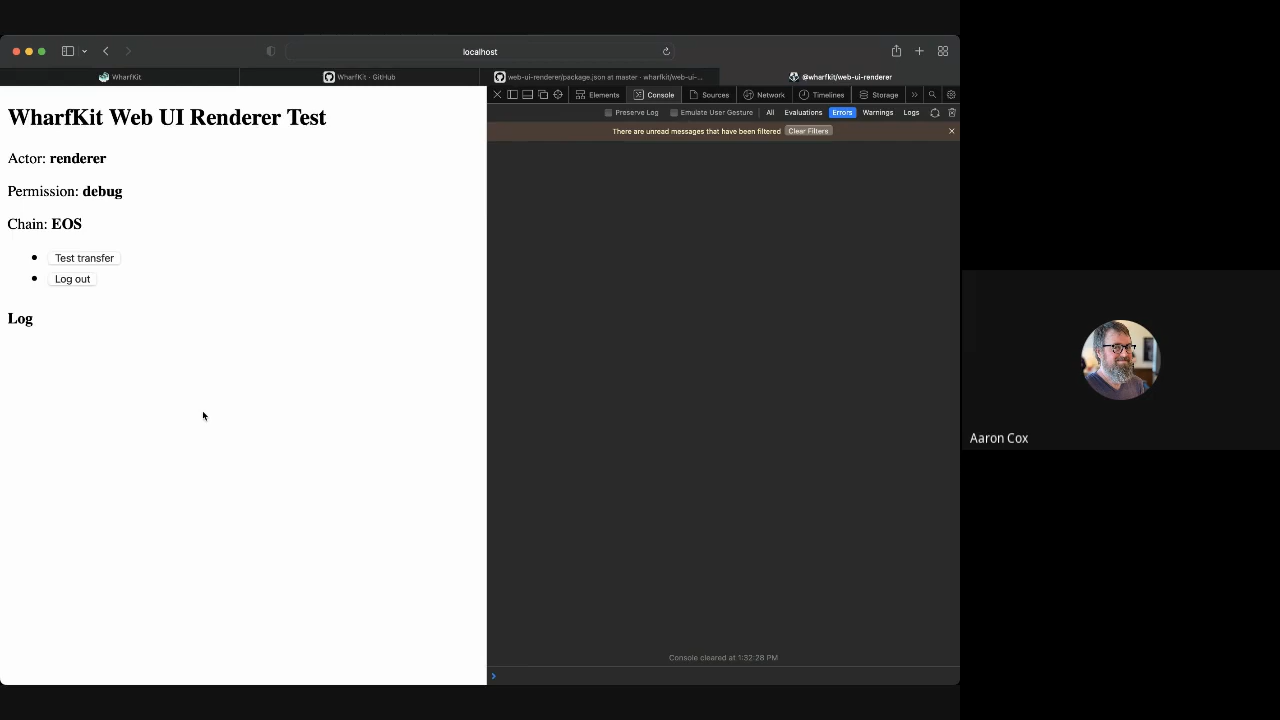 localhost
WharfKit
WharfKit · GitHub
web-ui-renderer/package.json at master · wharfkit/web-ui-...
@wharfkit/web-ui-renderer
Elements
Console
Sources
Network
Timelines
Storage
Preserve Log
Emulate User Gesture
All
Evaluations
Errors
Warnings
Logs
There are unread messages that have been filtered
Clear Filters
WharfKit Web UI Renderer Test
Actor: renderer
Permission: debug
Chain: EOS
Test transfer
Log out
Log
Console cleared at 1:32:28 PM
Aaron Cox